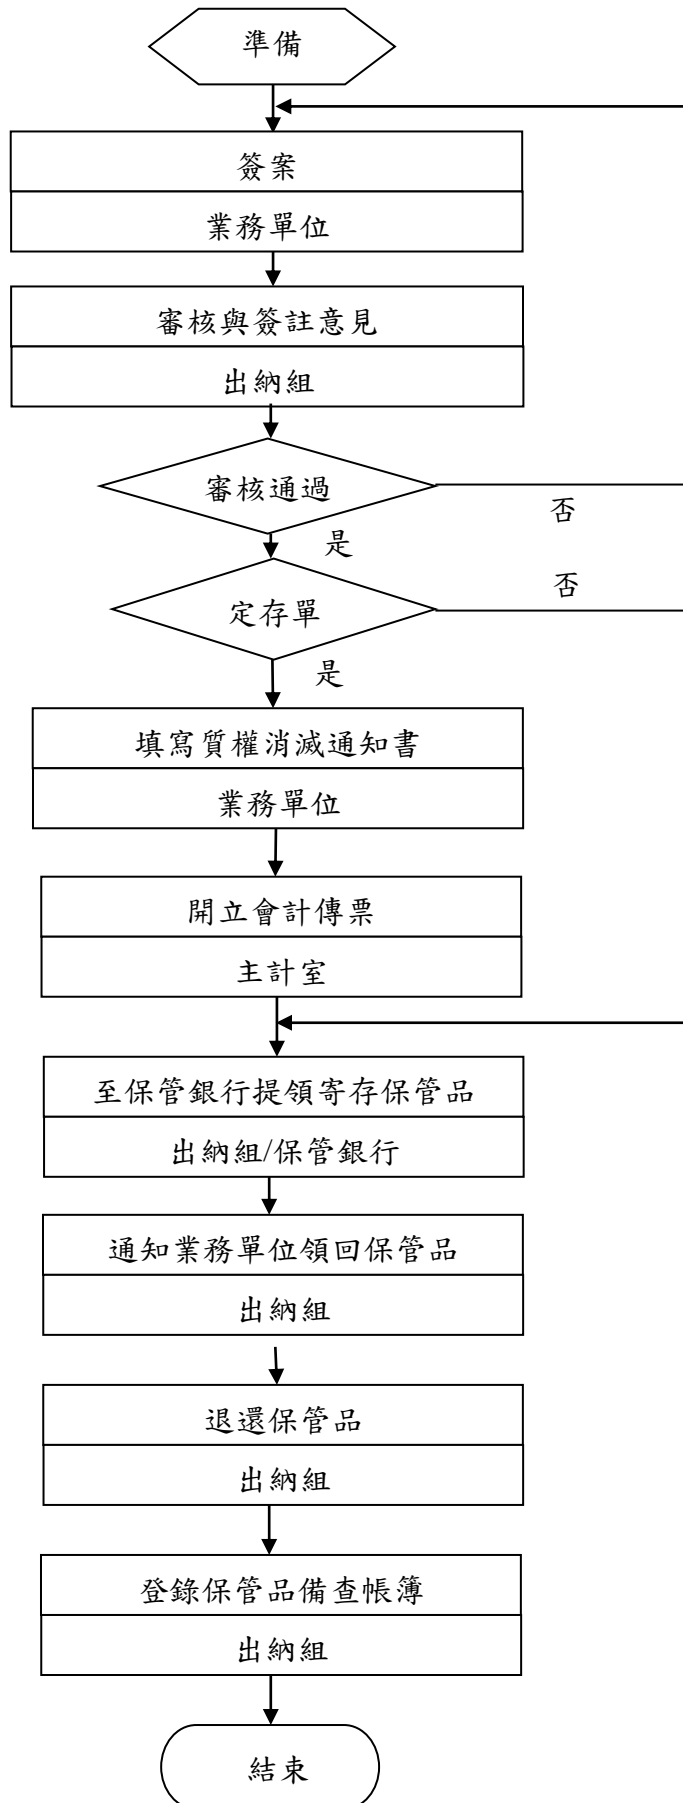 準備
簽案
業務單位
審核與簽註意見
出納組
審核通過
否
是
否
定存單
是
填寫質權消滅通知書
業務單位
開立會計傳票
主計室
至保管銀行提領寄存保管品
出納組/保管銀行
通知業務單位領回保管品
出納組
退還保管品
出納組
登錄保管品備查帳簿
出納組
結束